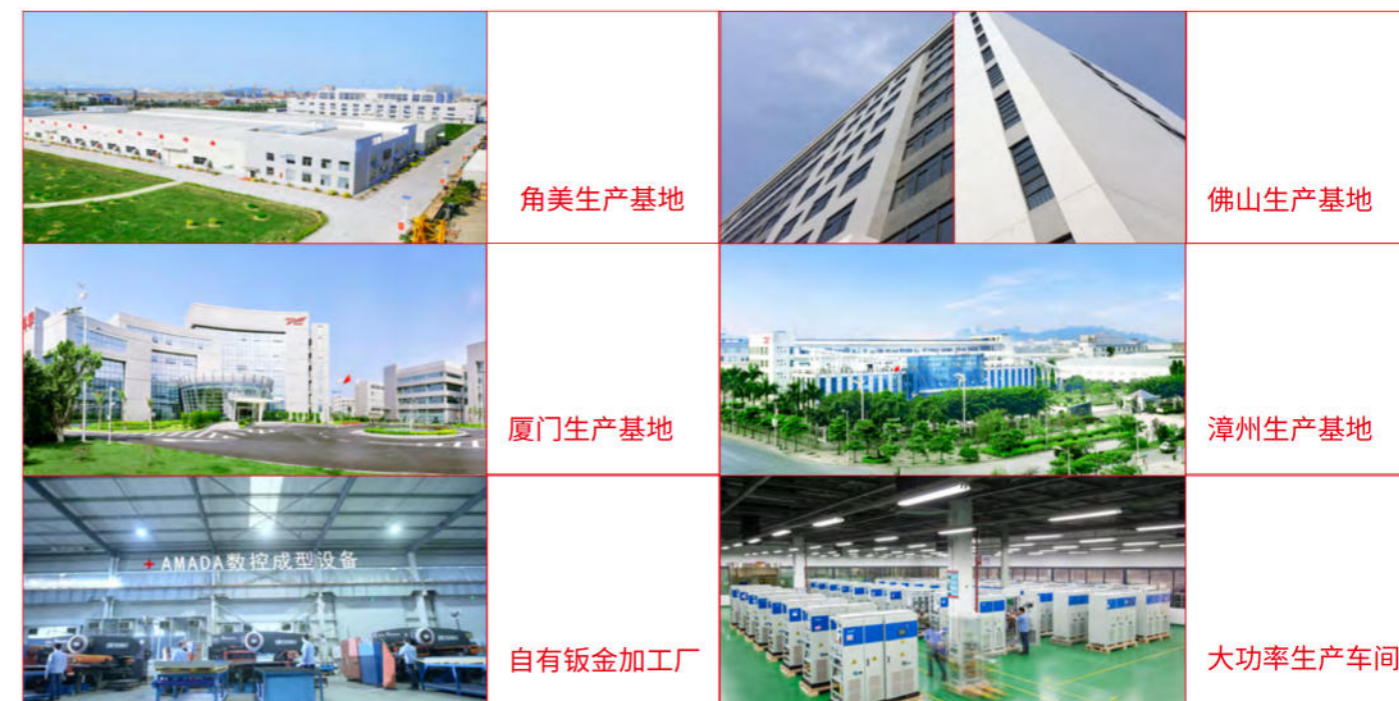 角美生产基地
佛山生产基地
厦门生产基地
漳州生产基地
AMADA数控成型设备
自有钣金加工厂
大功率生产车间